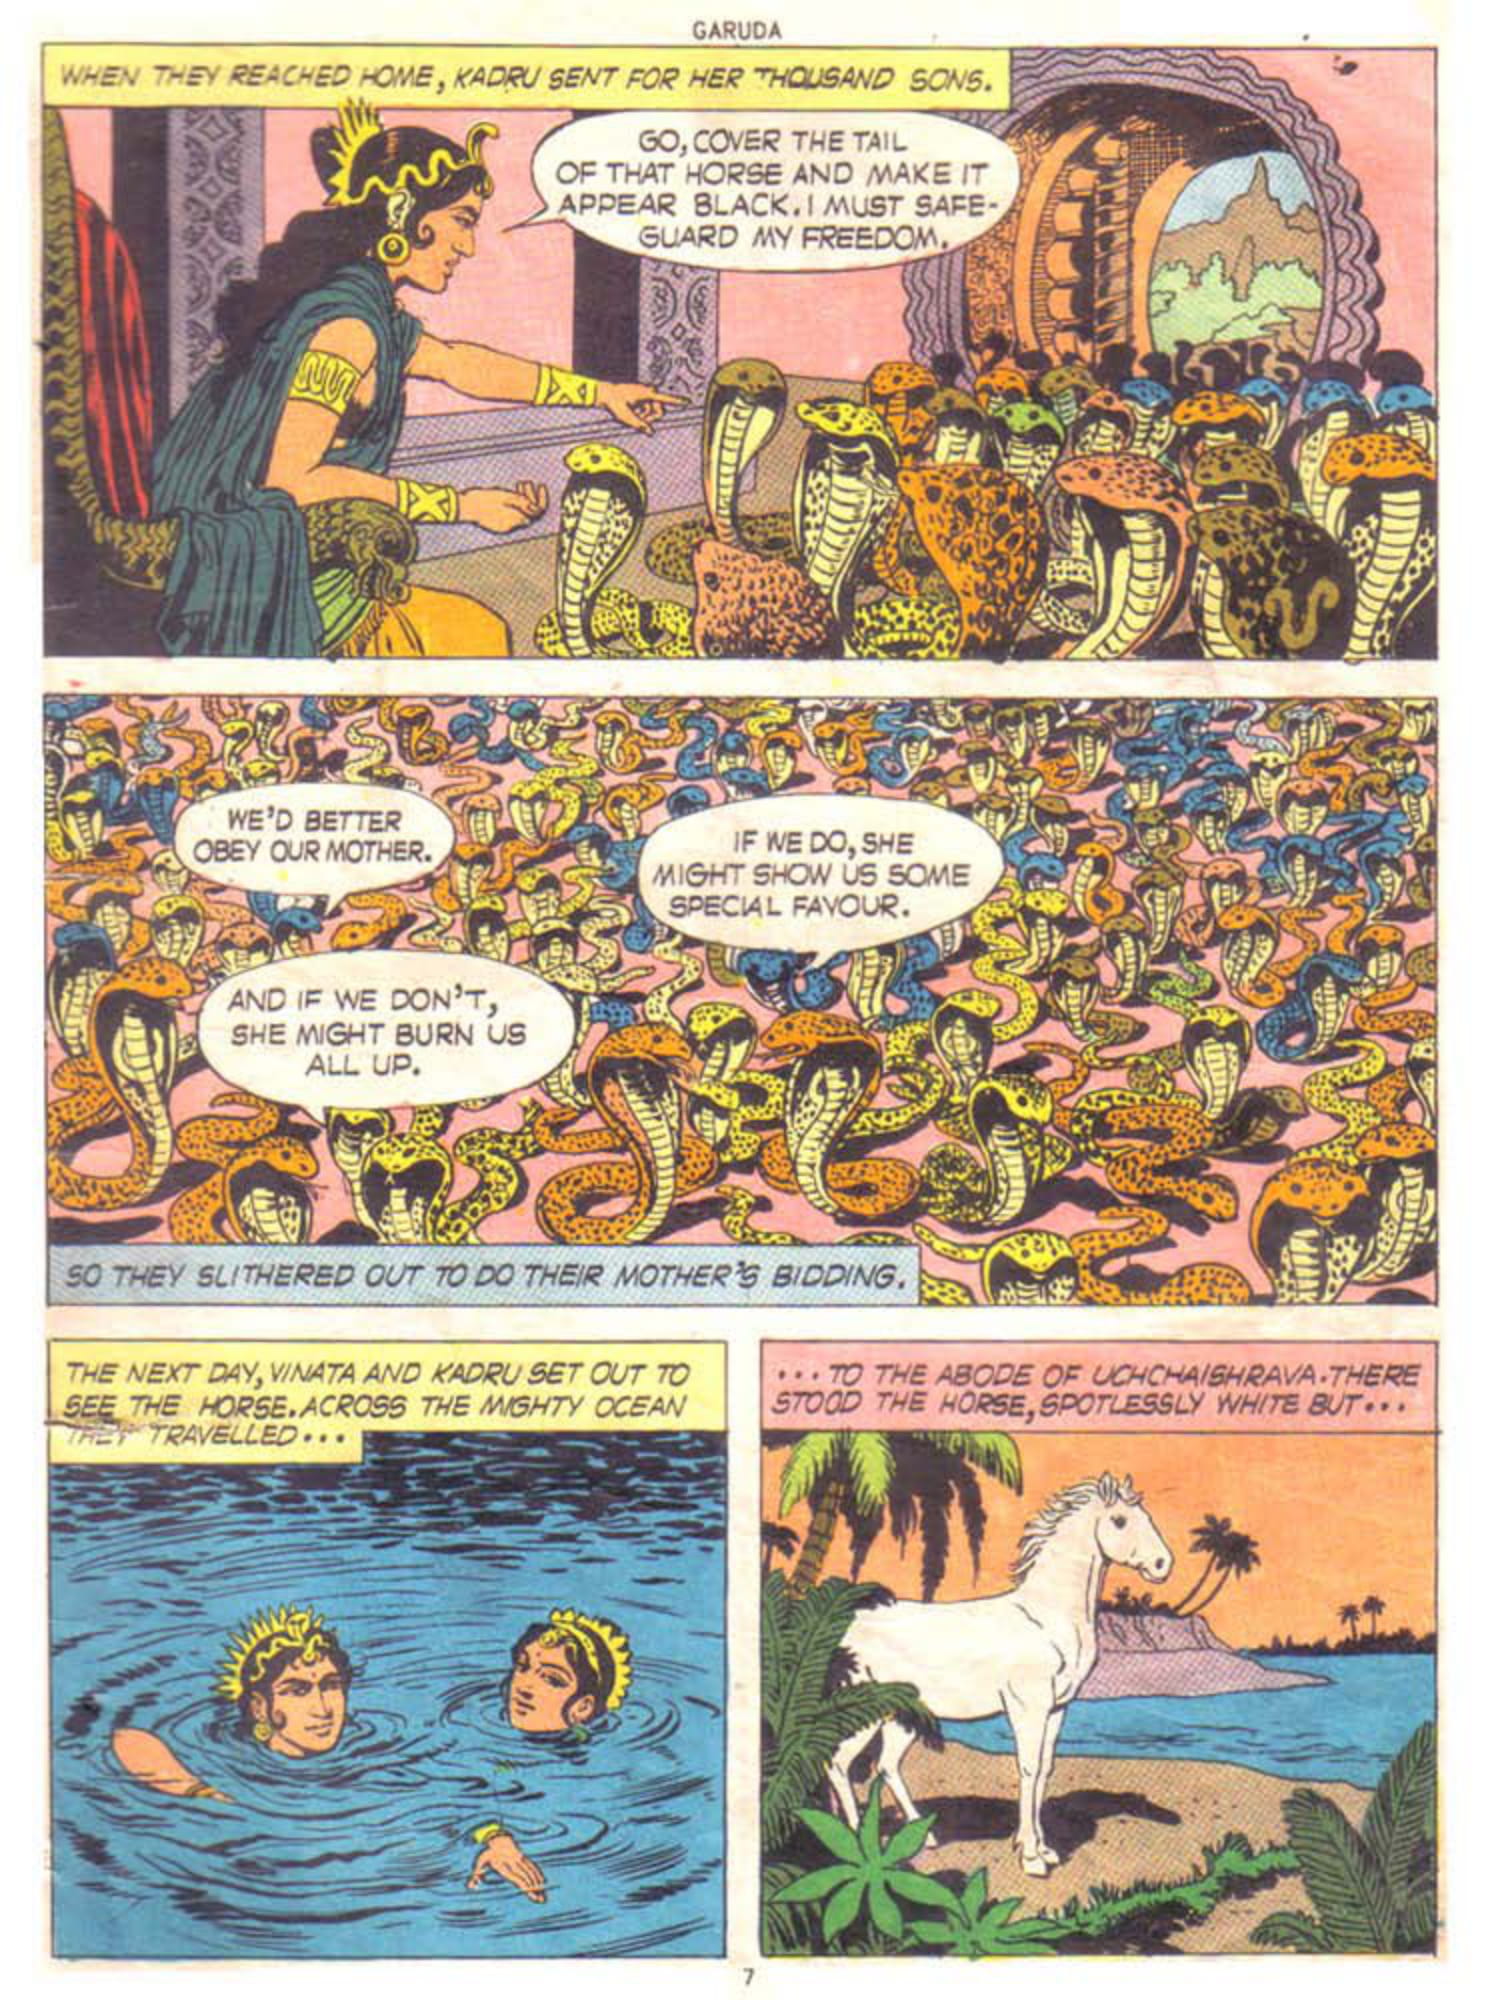 GARUDA
WHEN THEY REACHED HOME, KADRU SENT FOR HER THOUSAND SONS.
GO, COVER THE TAIL
OF THAT HORSE AND MAKE IT
APPEAR BLACK. I MUST SAFE-
GUARD MY FREEDOM.
WE'D BETTER
OBEY OUR MOTHER.
IF WE DO, SHE
MIGHT SHOW US SOME
SPECIAL FAVOUR.
AND IF WE DON'T,
SHE MIGHT BURN US
ALL UP.
SO THEY SLITHERED OUT TO DO THEIR MOTHER'S BIDDING.
THE NEXT DAY, VINATA AND KADRU SET OUT TO
SEE THE HORSE. ACROSS THE MIGHTY OCEAN
THEY TRAVELLED...
... TO THE ABODE OF UCHCHAISHRAVA. THERE
STOOD THE HORSE, SPOTLESSLY WHITE BUT...
7